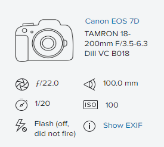 Canon EOS 7D
TAMRON 18-
200mm F/3.5-6.3
DiII VC B018
ƒ/22.0
100.0 mm
1/20
ISO 100
Flash (off,
did not fire)
Show EXIF